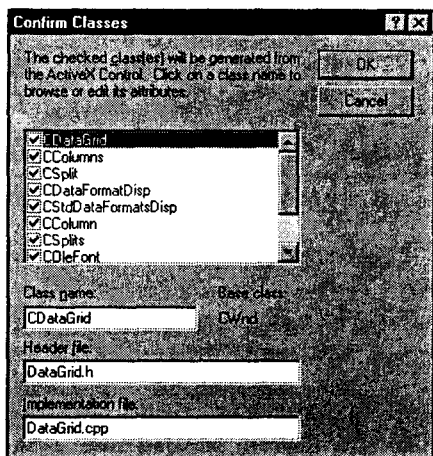 Confirm Classes
The checked class(es) will be generated from
the ActiveX Control. Click on a class name to
browse or edit its attributes.
OK
Cancel
CDataGrid
CColumns
CSplit
CDataFormatDisp
CStdDataFormatsDisp
CColumn
CSplits
COleFont
Class name:
Base class:
CDataGrid
CWnd
Header file:
DataGrid.h
Implementation file:
DataGrid.cpp